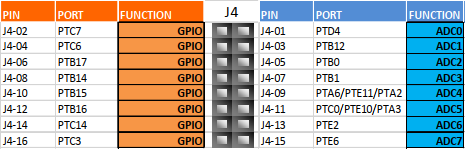 PIN PORT FUNCTION J4 PIN PORT FUNCTION
J4-02 PTC7 GPIO J4-01 PTD4 ADC0
J4-04 PTC6 GPIO J4-03 PTB12 ADC1
J4-06 PTB17 GPIO J4-05 PTB0 ADC2
J4-08 PTB14 GPIO J4-07 PTB1 ADC3
J4-10 PTB15 GPIO J4-09 PTA6/PTE11/PTA2 ADC4
J4-12 PTB16 GPIO J4-11 PTC0/PTE10/PTA3 ADC5
J4-14 PTC14 GPIO J4-13 PTE2 ADC6
J4-16 PTC3 GPIO J4-15 PTE6 ADC7